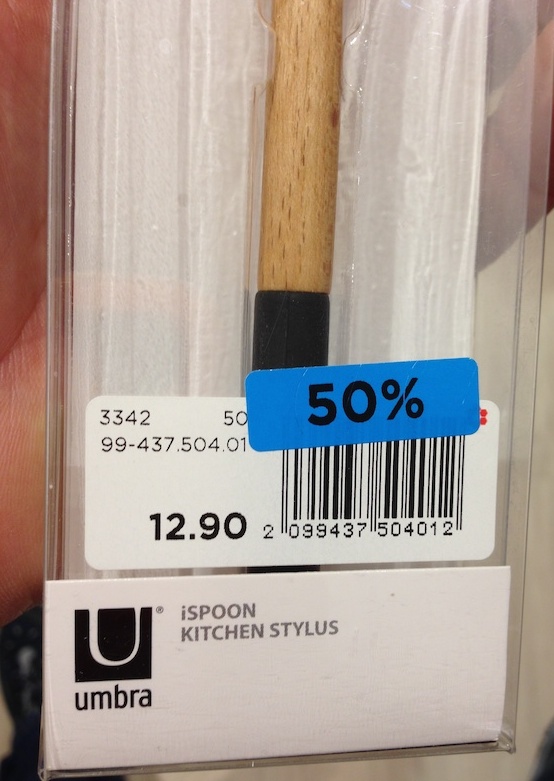 50%
3342 50
99-437.504.01
12.90
2 099437 504012
U®
umbra
iSPOON
KITCHEN STYLUS